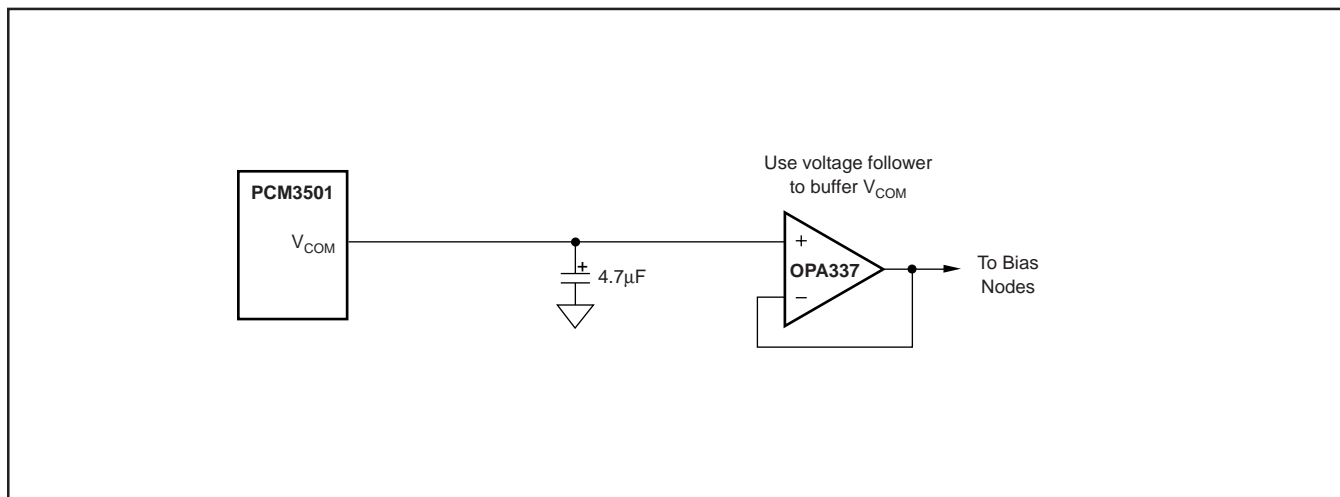 Use voltage follower
to buffer VCOM
PCM3501
VCOM
+
+
OPA337
4.7μF
−
To Bias
Nodes